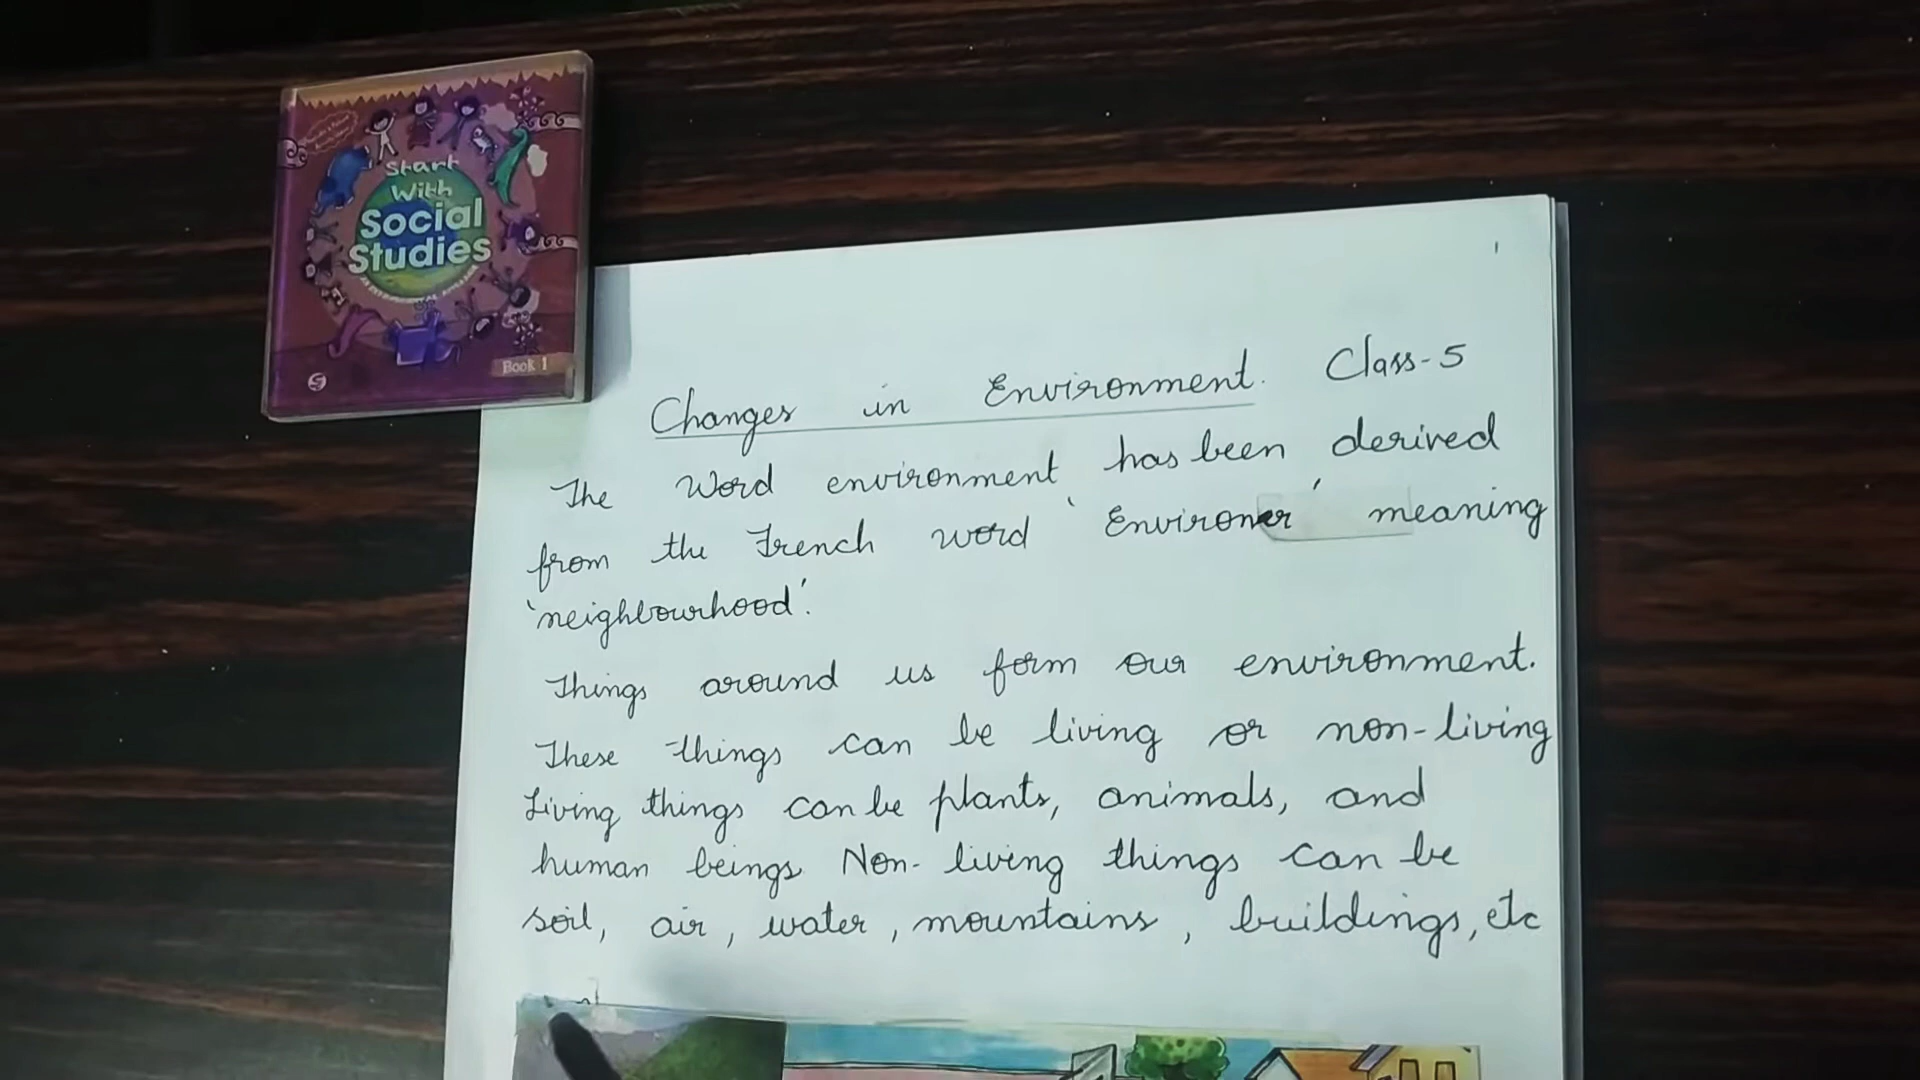 Start
With
Social
Studies
Book 1
Changes in Environment. Class-5
The Word environment has been derived
from the French word 'Environer' meaning
'neighbourhood'.
Things around us form our environment.
These things can be living or non-living
Living things can be plants, animals, and
human beings Non-living things can be
soil, air, water, mountains, buildings, etc